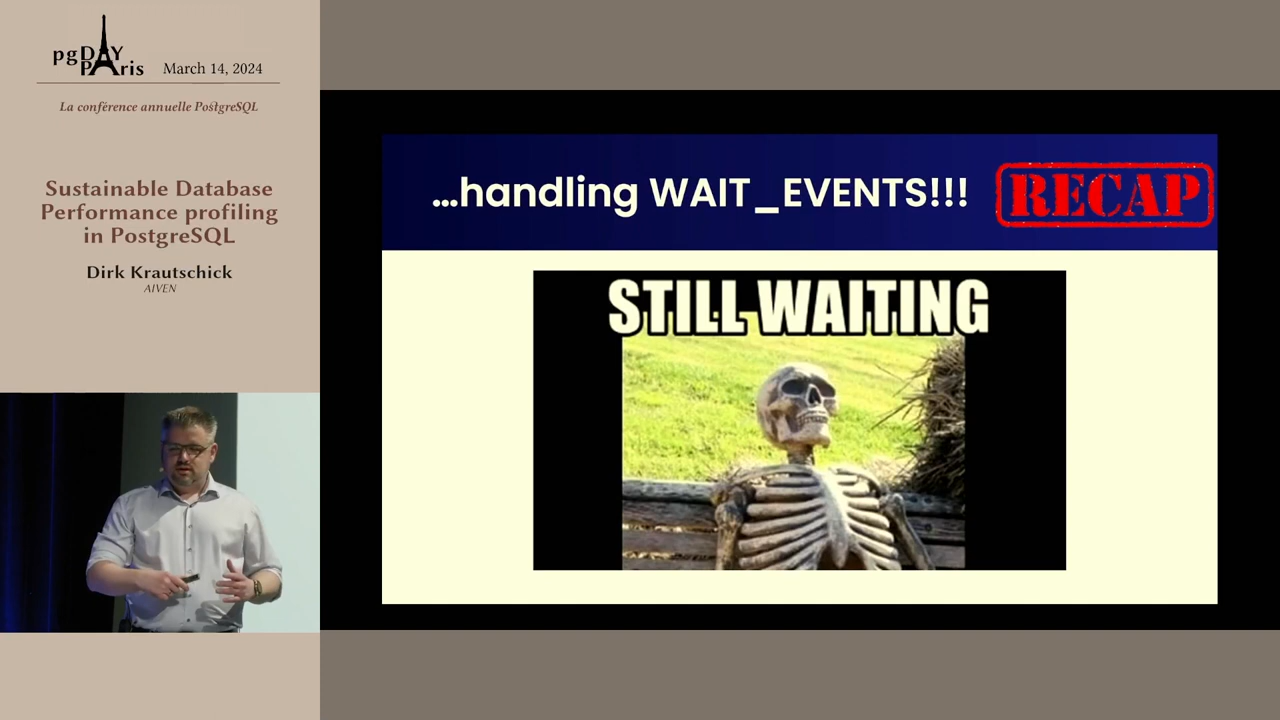 pgDAY
PAris
March 14, 2024
La conférence annuelle PostgreSQL
Sustainable Database
Performance profiling
in PostgreSQL
Dirk Krautschick
AIVEN
...handling WAIT_EVENTS!!!
RECAP
STILL WAITING